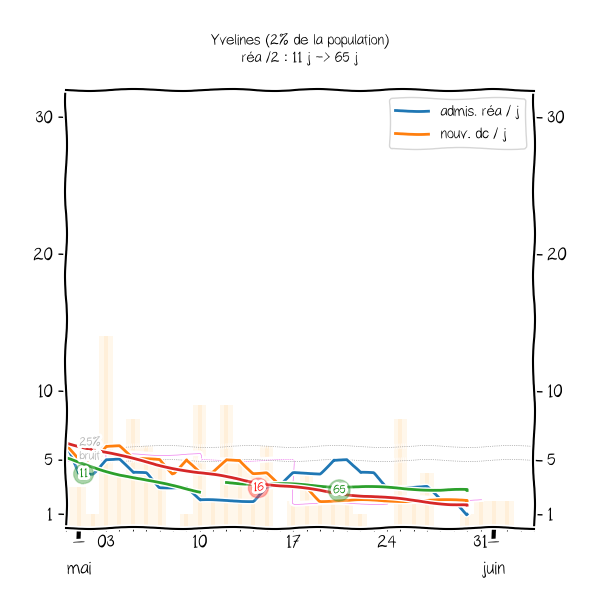 Yvelines (2% de la population)
réa /2 : 11 j -> 65 j
admis. réa / j
nouv. dc / j
30
30
20
20
10
10
25%
bruit
5
5
11
16
65
1
1
03
10
17
24
31
mai
juin